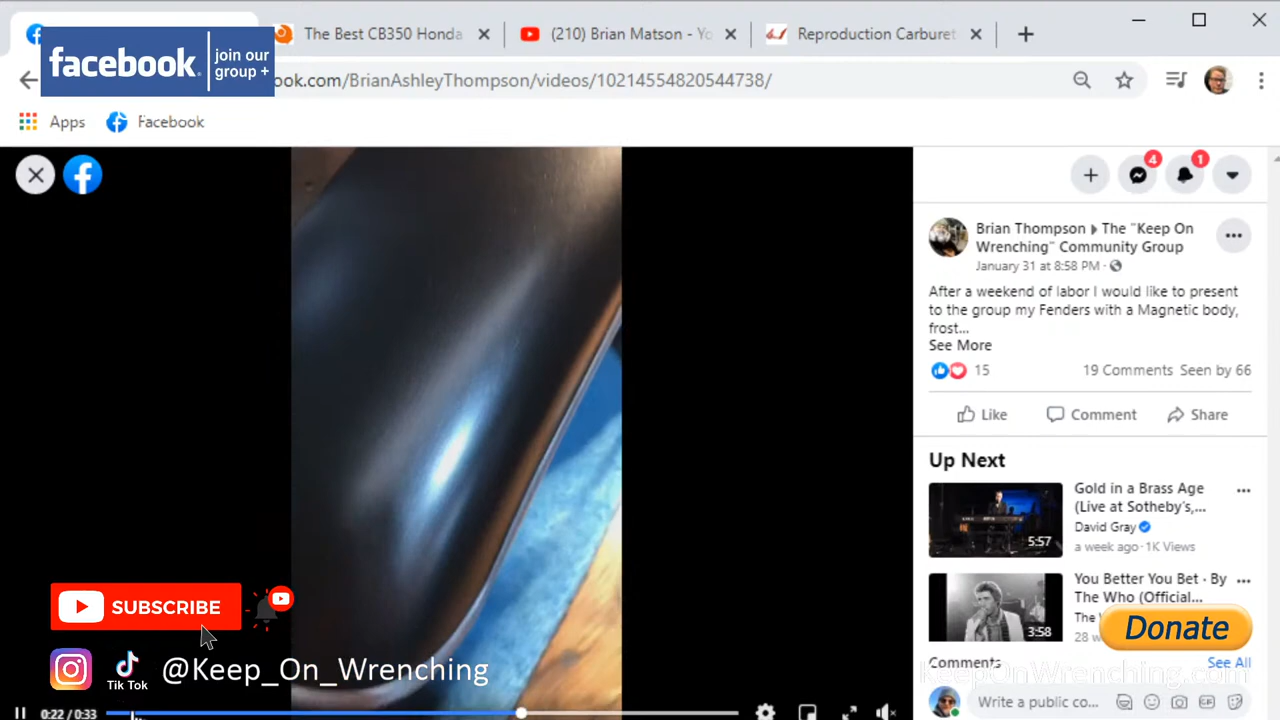 The Best CB350 Honda
(210) Brian Matson - Yo
Reproduction Carburet
facebook
join our
group +
ook.com/BrianAshleyThompson/videos/10214554820544738/
Apps
Facebook
4
1
Brian Thompson ▸ The "Keep On
Wrenching" Community Group
January 31 at 8:58 PM ·
After a weekend of labor I would like to present
to the group my Fenders with a Magnetic body,
frost...
See More
15
19 Comments Seen by 66
Like
Comment
Share
Up Next
Gold in a Brass Age
(Live at Sotheby's,...
David Gray
a week ago · 1K Views
5:57
You Better You Bet · By
The Who (Official...
The W
28 w
3:58
Donate
SUBSCRIBE
Tik Tok
@Keep_On_Wrenching
KeepOnWrenching.com
Comments
See All
Write a public co...
GIF
0:22 / 0:33